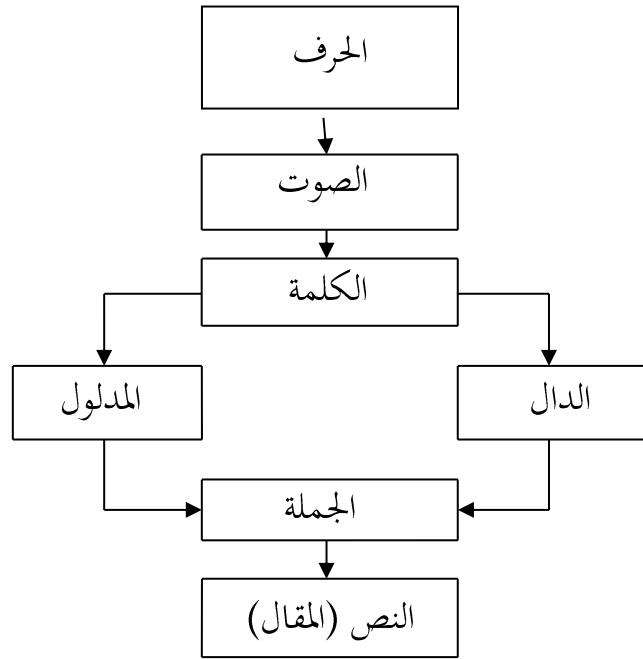 الحرف
الصوت
الكلمة
الدال
المدلول
الجملة
النص (المقال)